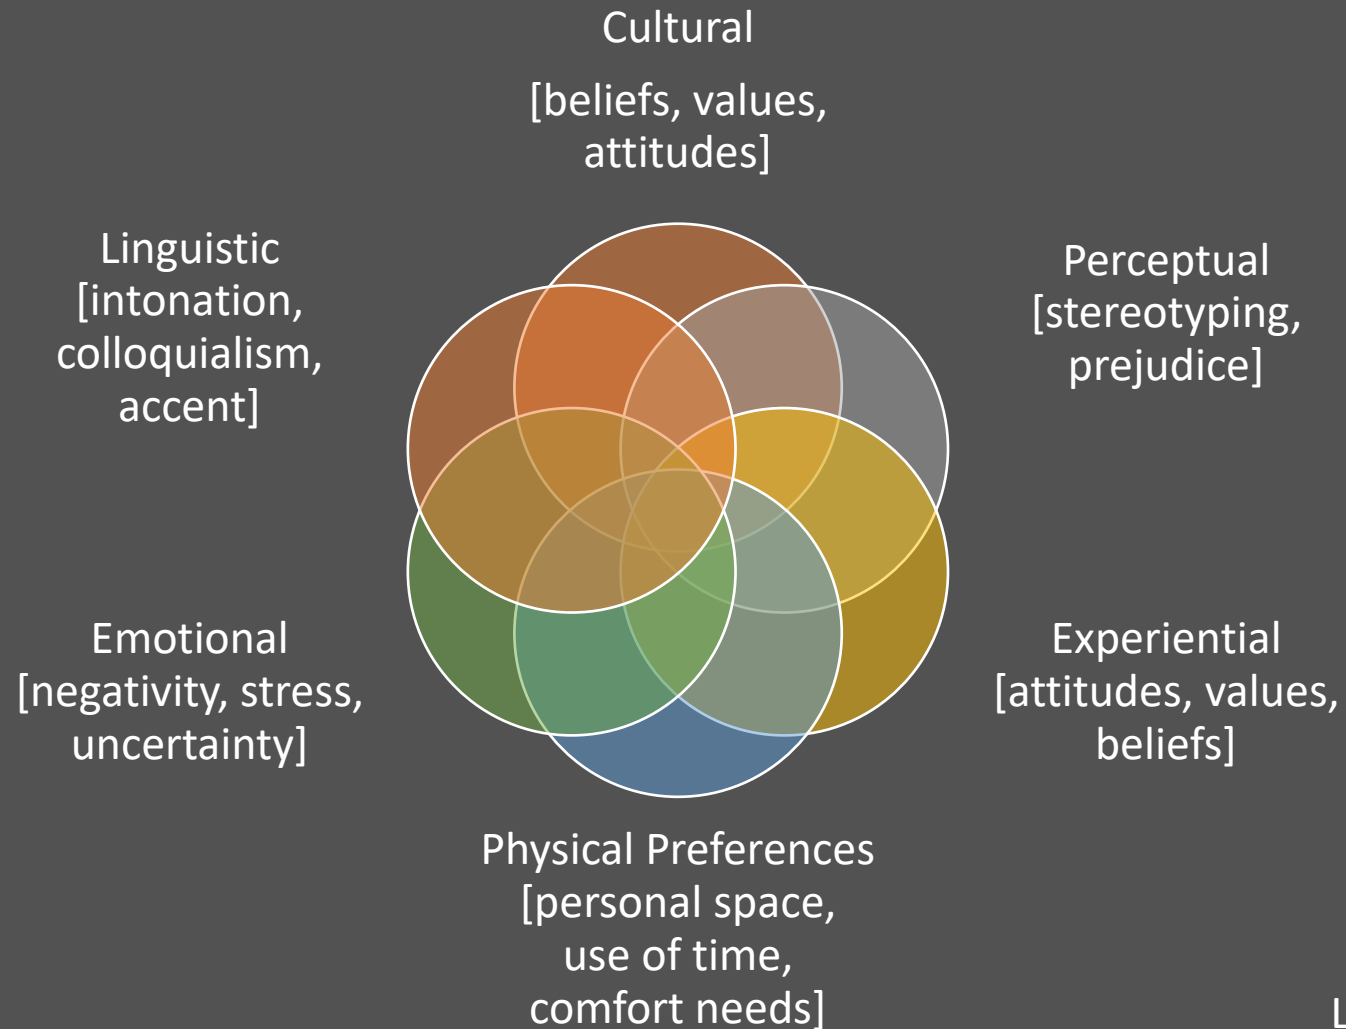 Cultural
[beliefs, values,
attitudes]
Linguistic
[intonation,
colloquialism,
accent]
Perceptual
[stereotyping,
prejudice]
Emotional
[negativity, stress,
uncertainty]
Experiential
[attitudes, values,
beliefs]
Physical Preferences
[personal space,
use of time,
comfort needs]
L